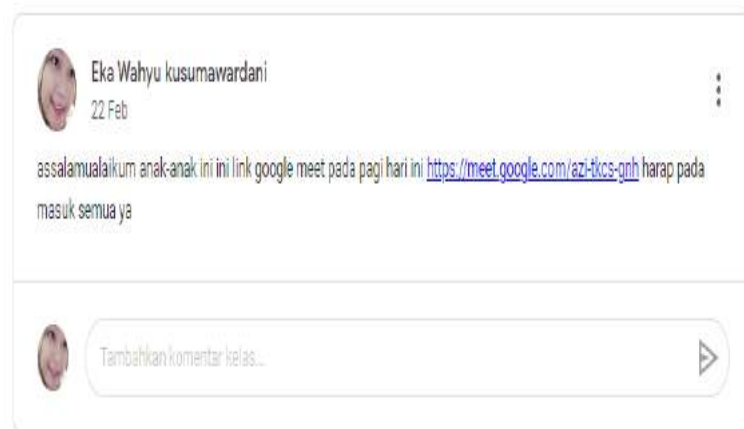 Eka Wahyu kusumawardani
22 Feb
assalamualaikum anak-anak ini ini link google meet pada pagi hari ini https://meet.google.com/azi-tkcs-gnh harap pada
masuk semua ya
Tambahkan komentar kelas...